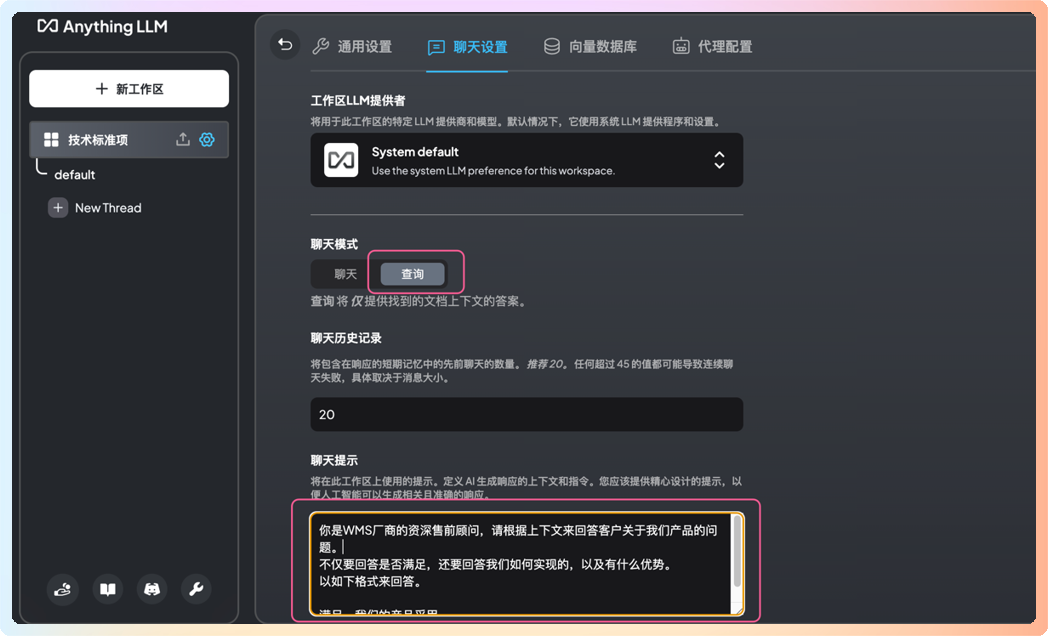 Anything LLM
+ 新工作区
技术标准项
default
+ New Thread
通用设置
聊天设置
向量数据库
代理配置
工作区LLM提供者
将用于此工作区的特定 LLM 提供商和模型。默认情况下，它使用系统 LLM 提供程序和设置。
System default
Use the system LLM preference for this workspace.
聊天模式
聊天
查询
查询 将 仅 提供找到的文档上下文的答案。
聊天历史记录
将包含在响应的短期记忆中的先前聊天的数量。推荐 20。任何超过 45 的值都可能导致连续聊
天失败，具体取决于消息大小。
20
聊天提示
将在此工作区上使用的提示。定义 AI 生成响应的上下文和指令。您应该提供精心设计的提示，以
便人工智能可以生成相关且准确的响应。
你是WMS厂商的资深售前顾问，请根据上下文来回答客户关于我们产品的问
题。
不仅要回答是否满足，还要回答我们如何实现的，以及有什么优势。
以如下格式来回答。
满足，我们的产品采用